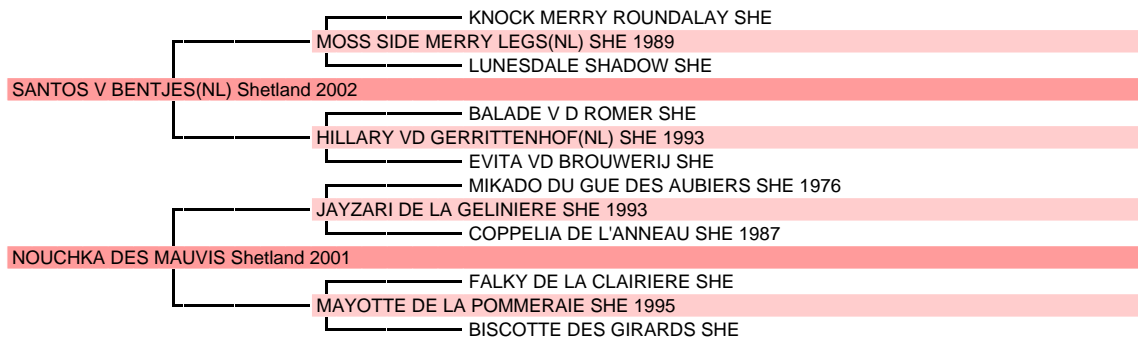 KNOCK MERRY ROUNDALAY SHE
MOSS SIDE MERRY LEGS(NL) SHE 1989
LUNESDALE SHADOW SHE
SANTOS V BENTJES(NL) Shetland 2002
BALADE V D ROMER SHE
HILLARY VD GERRITTENHOF(NL) SHE 1993
EVITA VD BROUWERIJ SHE
MIKADO DU GUE DES AUBIERS SHE 1976
JAYZARI DE LA GELINIERE SHE 1993
COPPELIA DE L'ANNEAU SHE 1987
NOUCHKA DES MAUVIS Shetland 2001
FALKY DE LA CLAIRIERE SHE
MAYOTTE DE LA POMMERAIE SHE 1995
BISCOTTE DES GIRARDS SHE